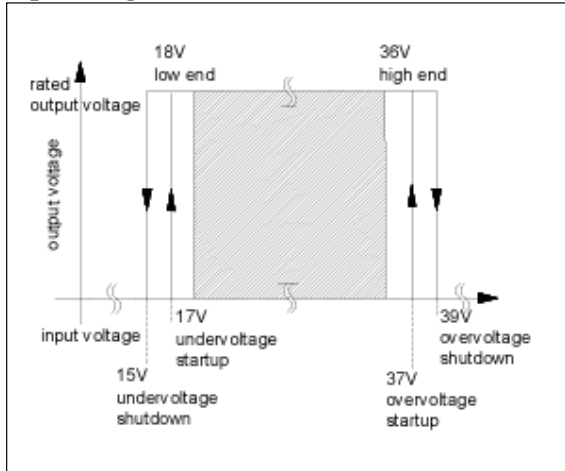 18V
low end
36V
high end
rated
output voltage
output voltage
input voltage
17V
undervoltage
startup
15V
undervoltage
shutdown
39V
overvoltage
shutdown
37V
overvoltage
startup